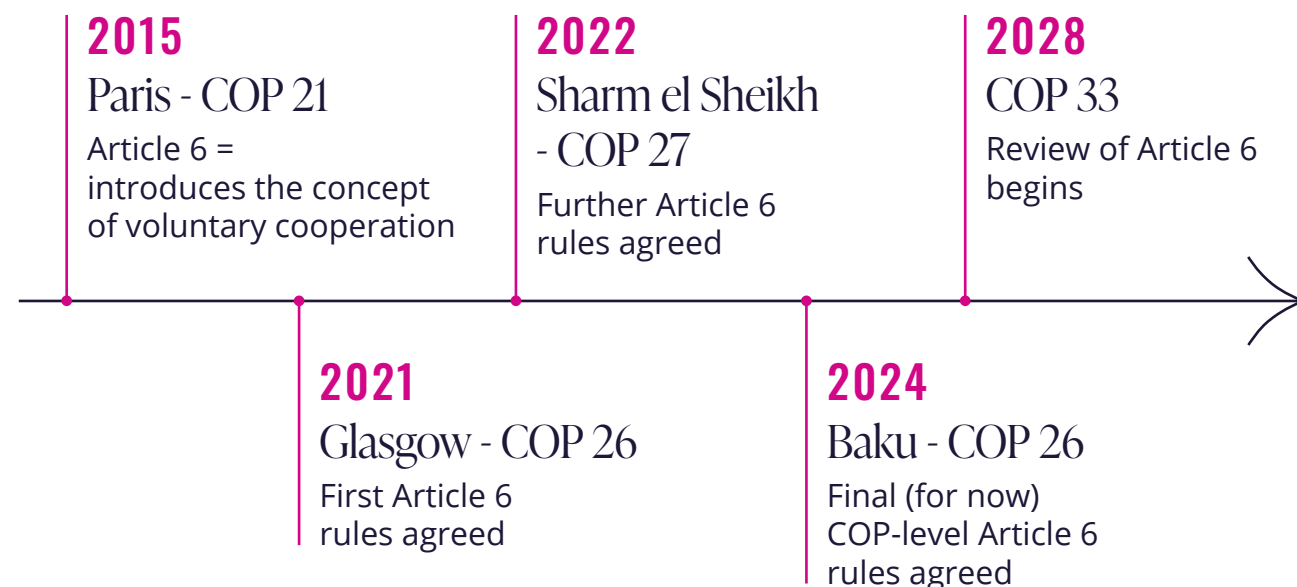 2015
Paris - COP 21
Article 6 =
introduces the concept
of voluntary cooperation
2021
Glasgow - COP 26
First Article 6
rules agreed
2022
Sharm el Sheikh
- COP 27
Further Article 6
rules agreed
2024
Baku - COP 26
Final (for now)
COP-level Article 6
rules agreed
2028
COP 33
Review of Article 6
begins